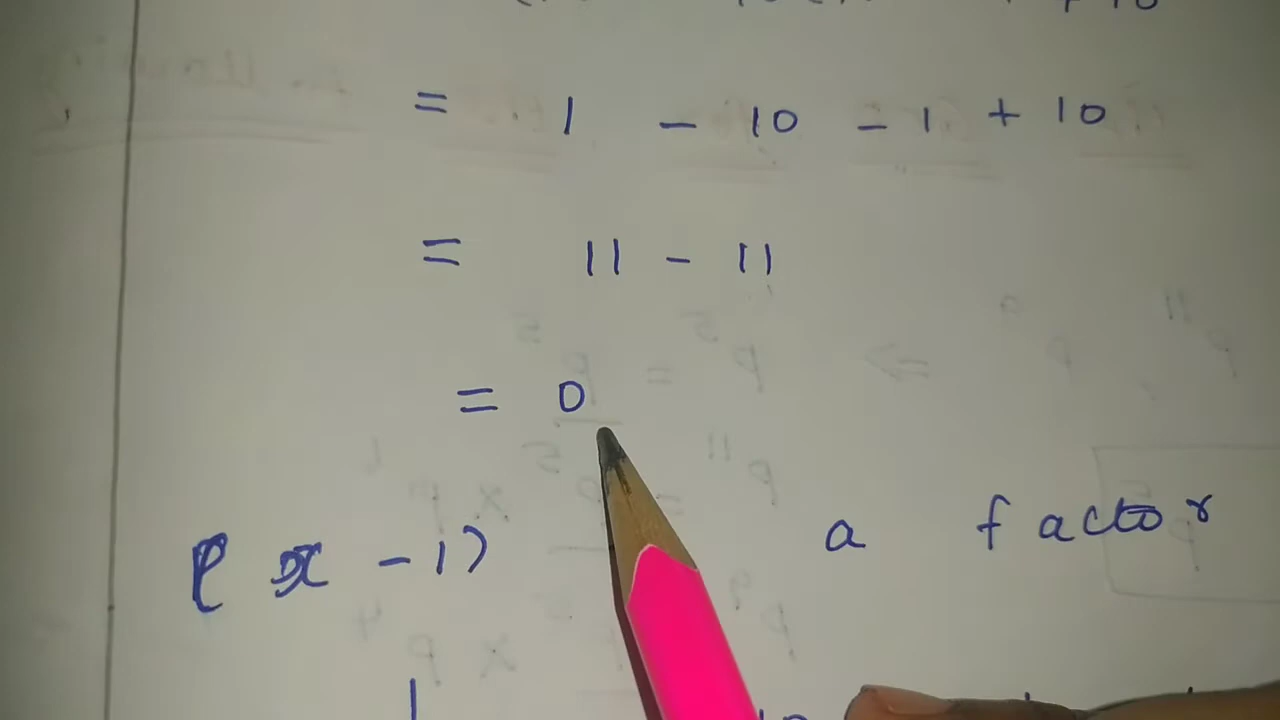 = 1 - 10 - 1 + 10
= 11 - 11
= 0
(x - 1) a factor